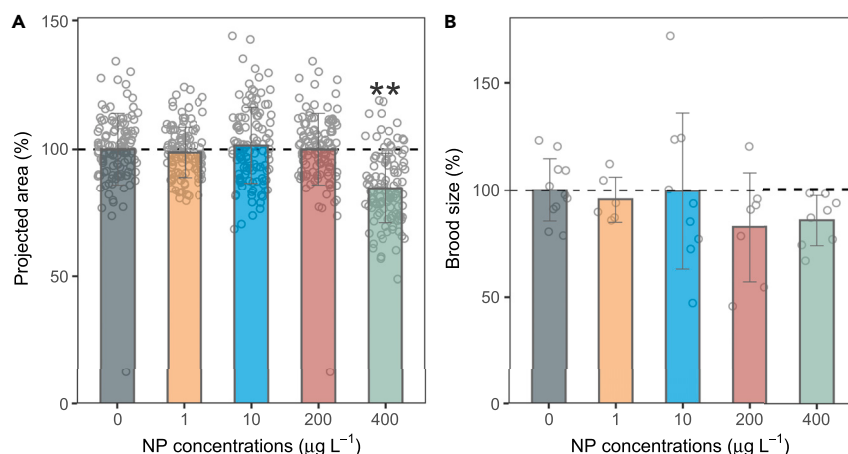 A
B
Projected area (%)
150
100
50
0
**
0 1 10 200 400
NP concentrations (μg L⁻¹)
Brood size (%)
150
100
50
0
0 1 10 200 400
NP concentrations (μg L⁻¹)